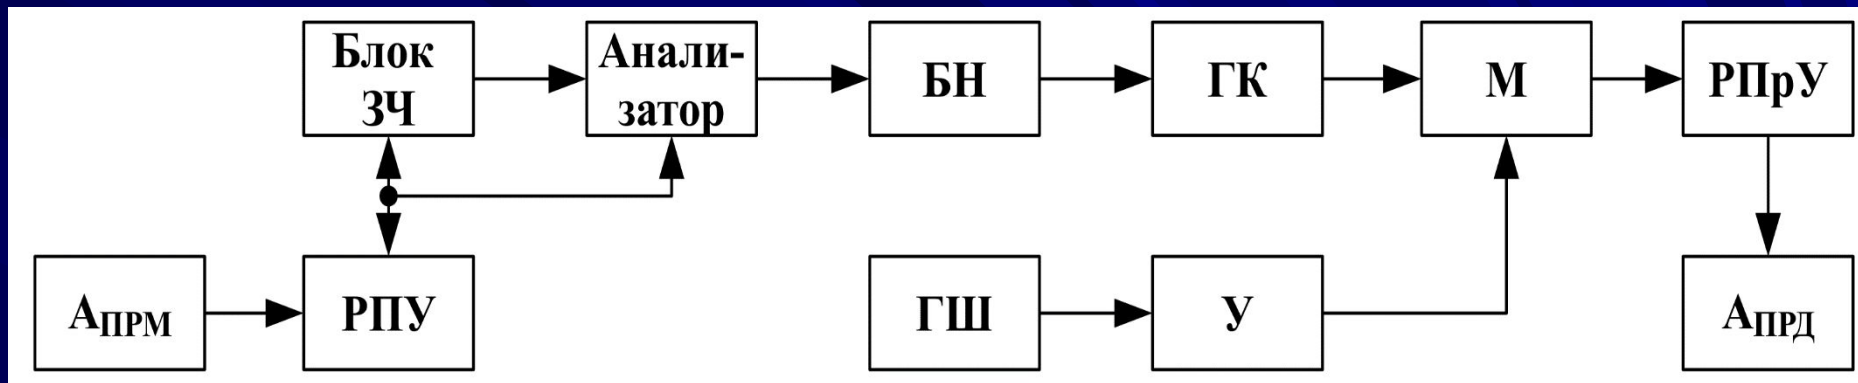 Блок
ЗЧ
Анали-
затор
БН
ГК
М
РПрУ
АПРМ
РПУ
ГШ
У
АПРД